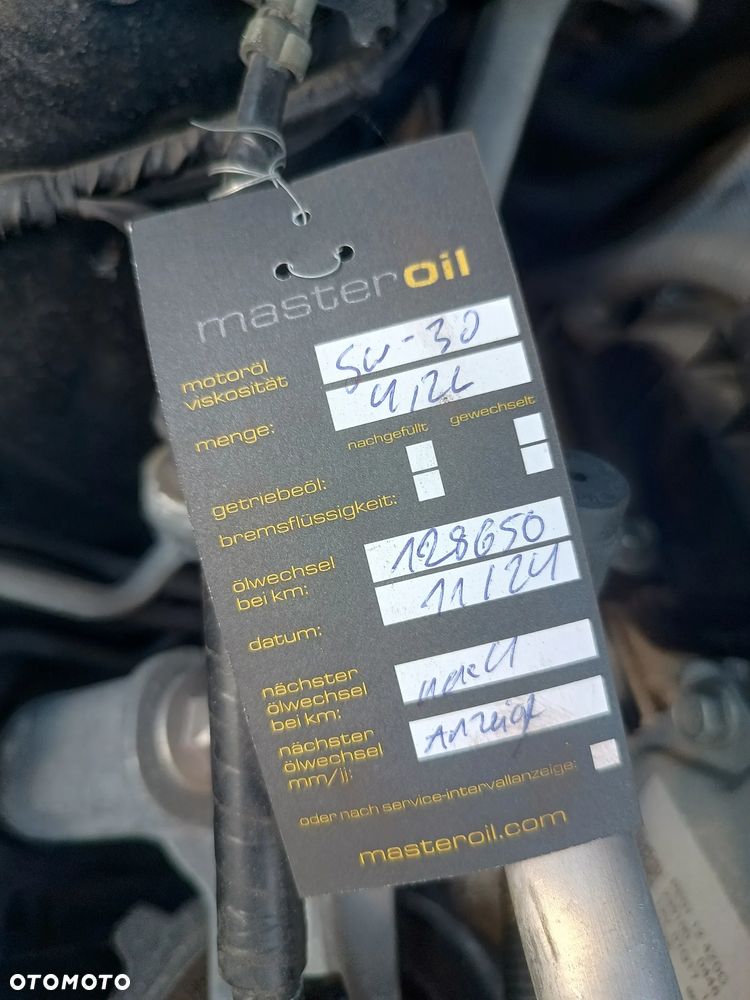 masteroil
motoröl
viskosität
5W-30
menge:
4,2L
nachgefüllt gewechselt
getriebeöl:
bremsflüssigkeit:
ölwechsel
bei km:
128650
datum:
11/24
nächster
ölwechsel
bei km:
nach
nächster
ölwechsel
mm/jj:
Anzeige
oder nach service-intervallanzeige:
masteroil.com
OTOMOTO